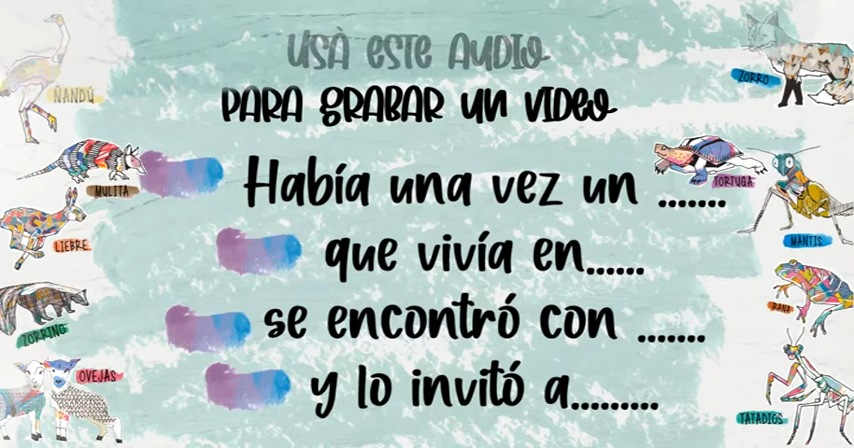 USÀ ESTE AUDIO
PARA GRABAR UN VIDEO
Había una vez un .......
que vivía en......
se encontró con .......
y lo invitó a.........
ÑANDÚ
MULITA
LIEBRE
ZORRINO
OVEJAS
ZORRO
TORTUGA
MANTIS
RANA
TATADIOS